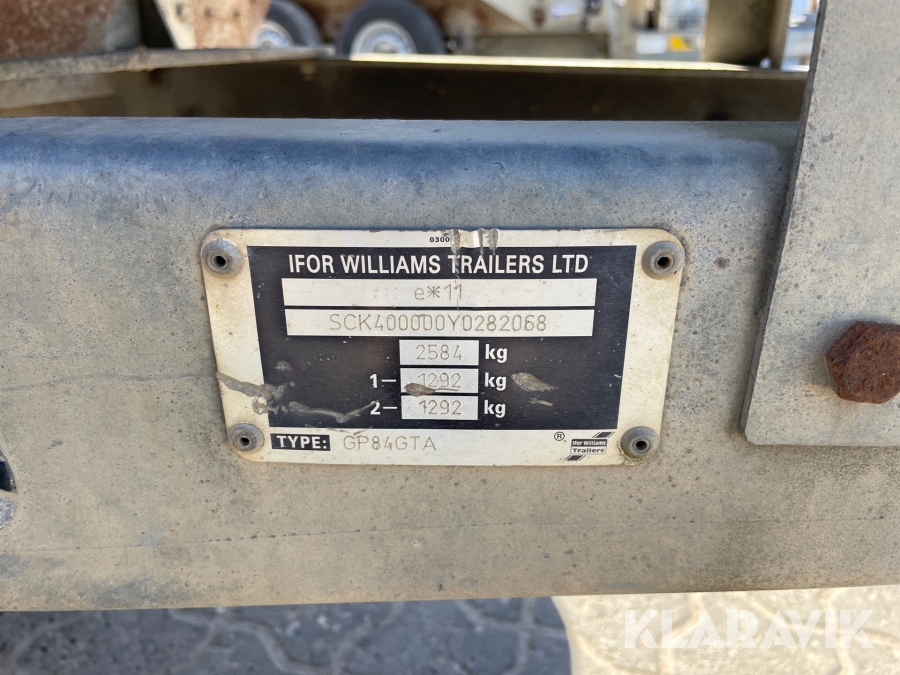 0300
IFOR WILLIAMS TRAILERS LTD
e*11
SCK400000Y0282068
2584 kg
1– 1292 kg
2– 1292 kg
TYPE: GP84GTA ®
Ifor Williams
Trailers
KLARAVIK